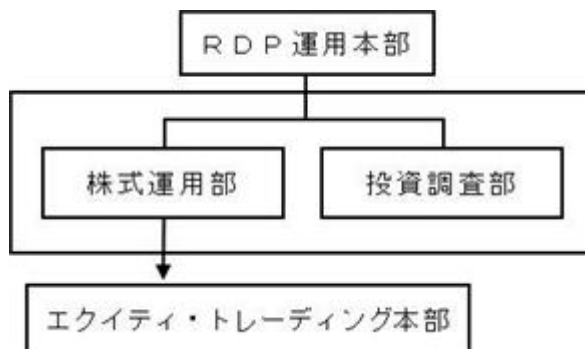 ＲＤＰ運用本部
株式運用部
投資調査部
エクイティ・トレーディング本部